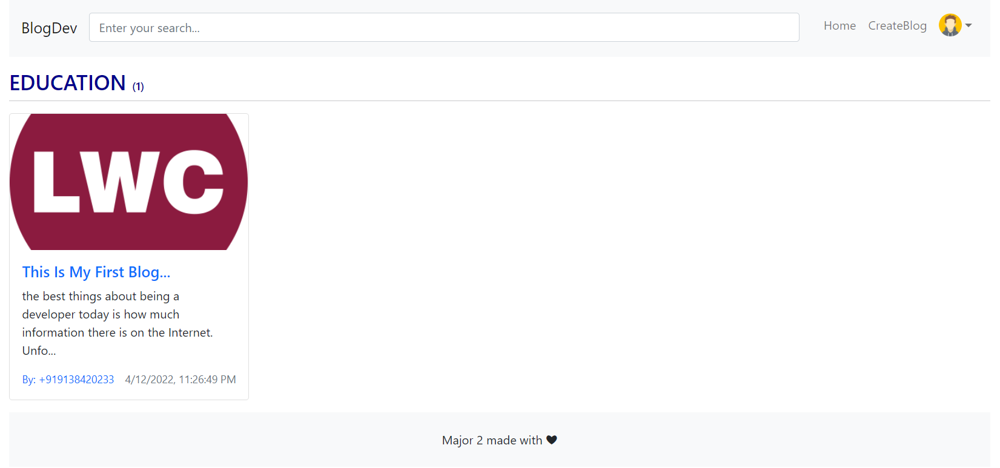 BlogDev
Enter your search...
Home
CreateBlog
EDUCATION (1)
LWC
This Is My First Blog...
the best things about being a
developer today is how much
information there is on the Internet.
Unfo...
By: +919138420233 4/12/2022, 11:26:49 PM
Major 2 made with